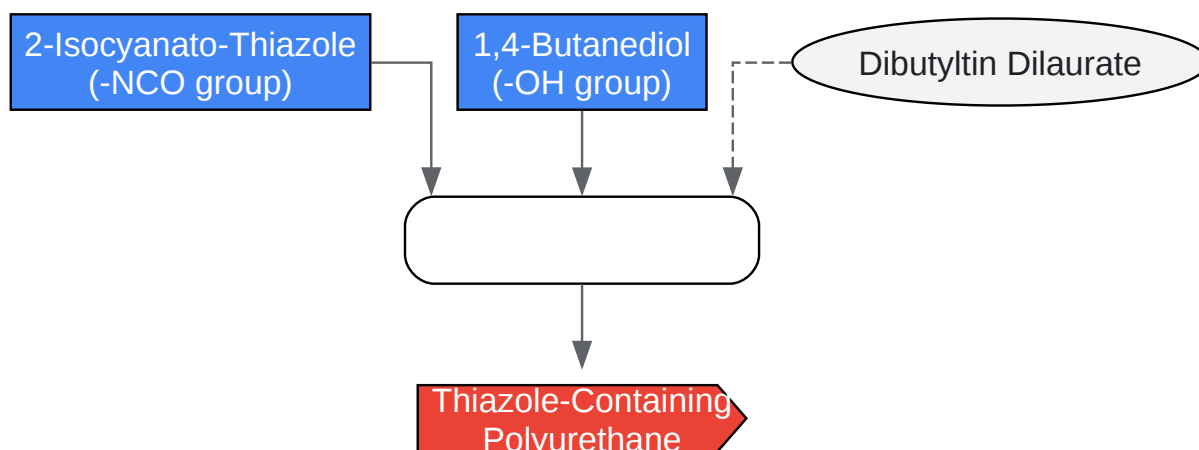 2-Isocyanato-Thiazole
(-NCO group)
1,4-Butanediol
(-OH group)
Dibutyltin Dilaurate
Thiazole-Containing
Polyurethane